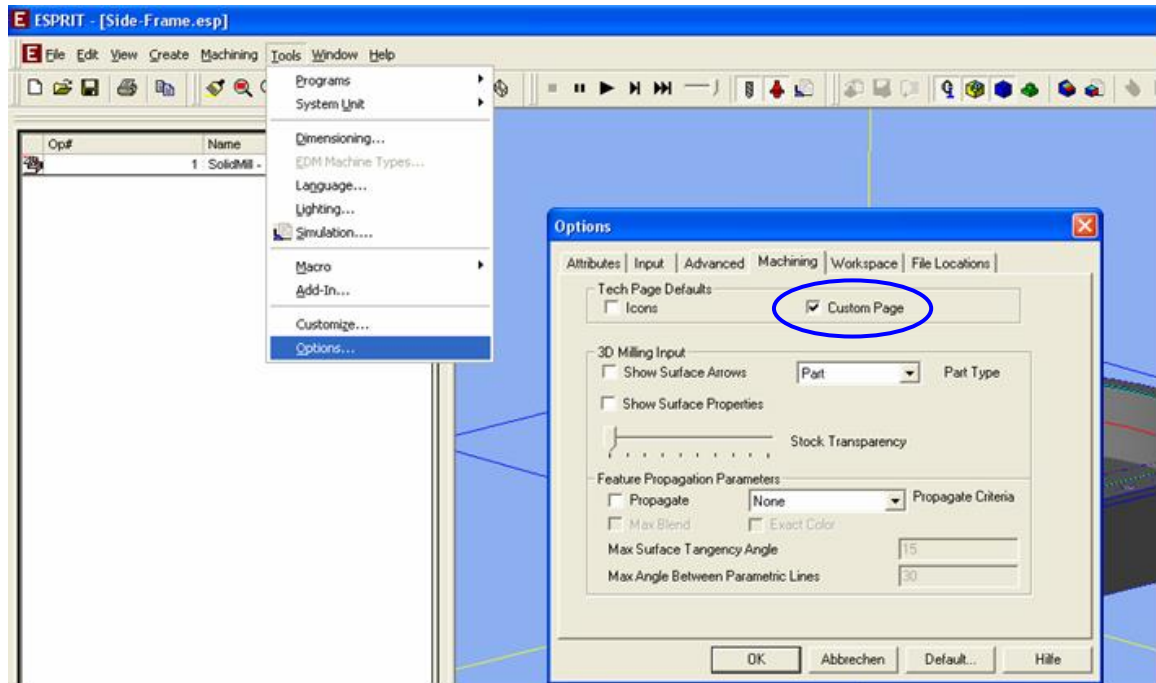 ESPRIT - [Side-Frame.esp]
File Edit View Create Machining Tools Window Help
Programs
System Unit
Dimensioning...
EDM Machine Types...
Language...
Lighting...
Simulation....
Macro
Add-In...
Customize...
Options...
Op# Name
1 SolidMill -
Options
Attributes Input Advanced Machining Workspace File Locations
Tech Page Defaults
Icons Custom Page
3D Milling Input
Show Surface Arrows Part Part Type
Show Surface Properties
Stock Transparency
Feature Propagation Parameters
Propagate None Propagate Criteria
Max Blend Exact Color
Max Surface Tangency Angle 15
Max Angle Between Parametric Lines 30
OK Abbrechen Default... Hilfe